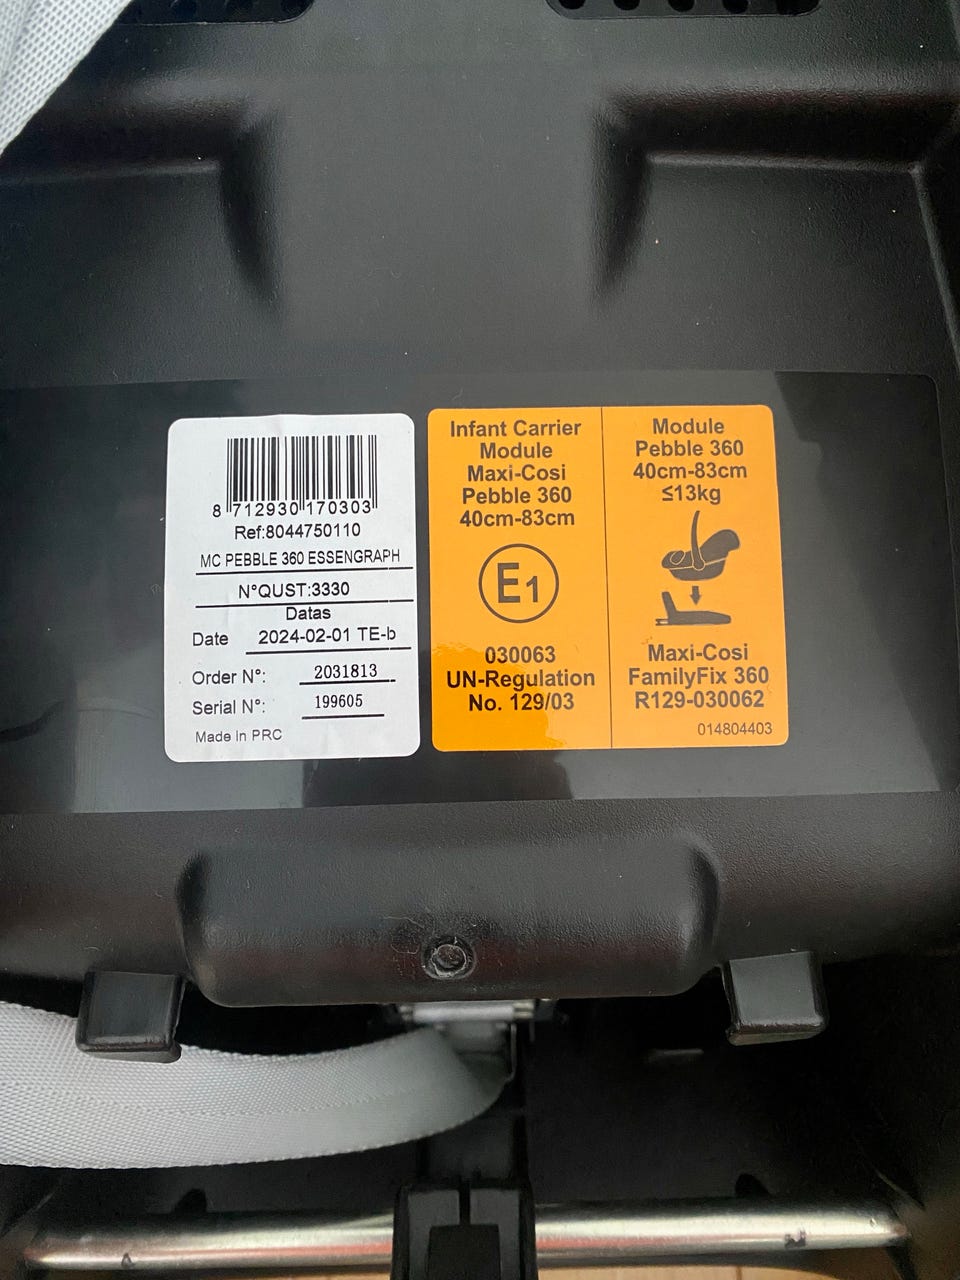 8 712930 170303
Ref:8044750110
MC PEBBLE 360 ESSENGRAPH
N°QUST:3330
Datas
Date 2024-02-01 TE-b
Order N°: 2031813
Serial N°: 199605
Made In PRC
Infant Carrier
Module
Maxi-Cosi
Pebble 360
40cm-83cm
E1
030063
UN-Regulation
No. 129/03
Module
Pebble 360
40cm-83cm
≤13kg
Maxi-Cosi
FamilyFix 360
R129-030062
014804403